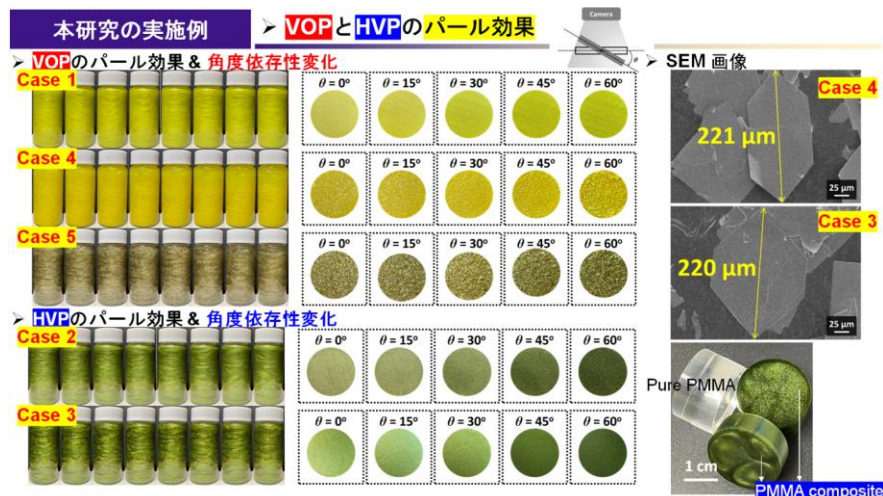 本研究の実施例
➢ VOPとHVPのパール効果
Camera
θ
➢ VOPのパール効果 & 角度依存性変化
Case 1
θ = 0° θ = 15° θ = 30° θ = 45° θ = 60°
Case 4
θ = 0° θ = 15° θ = 30° θ = 45° θ = 60°
Case 5
θ = 0° θ = 15° θ = 30° θ = 45° θ = 60°
➢ HVPのパール効果 & 角度依存性変化
Case 2
θ = 0° θ = 15° θ = 30° θ = 45° θ = 60°
Case 3
θ = 0° θ = 15° θ = 30° θ = 45° θ = 60°
➢ SEM 画像
Case 4
221 μm
25 μm
Case 3
220 μm
25 μm
Pure PMMA
1 cm
PMMA composite